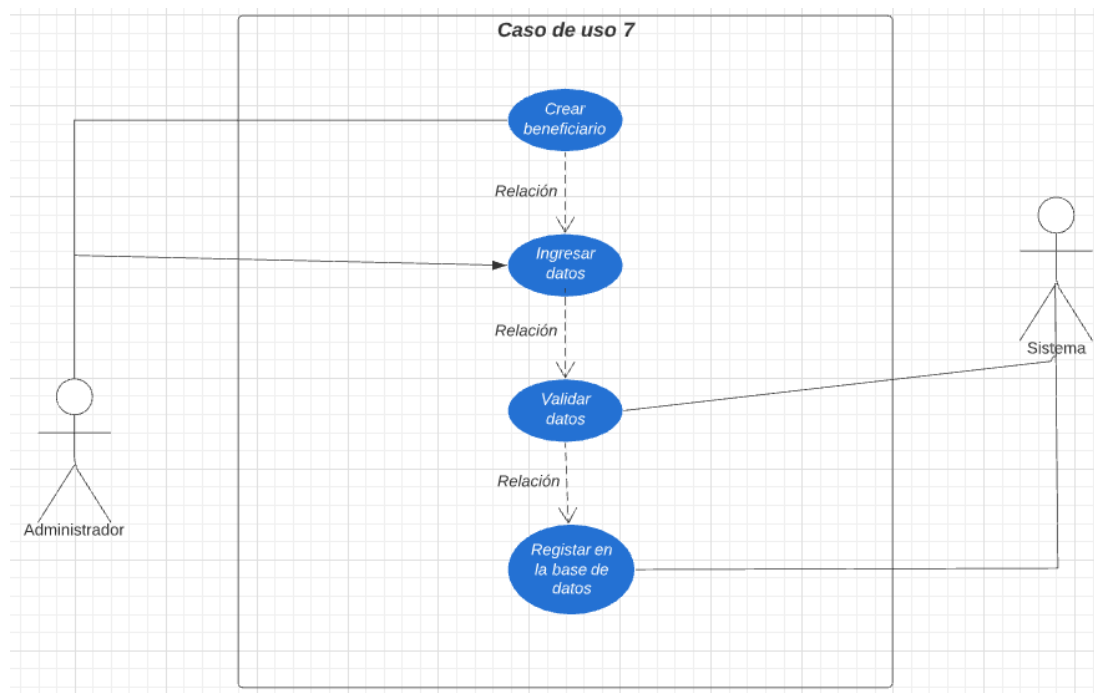 Caso de uso 7
Crear
beneficiario
Relación
Ingresar
datos
Relación
Sistema
Validar
datos
Relación
Administrador
Registar en
la base de
datos